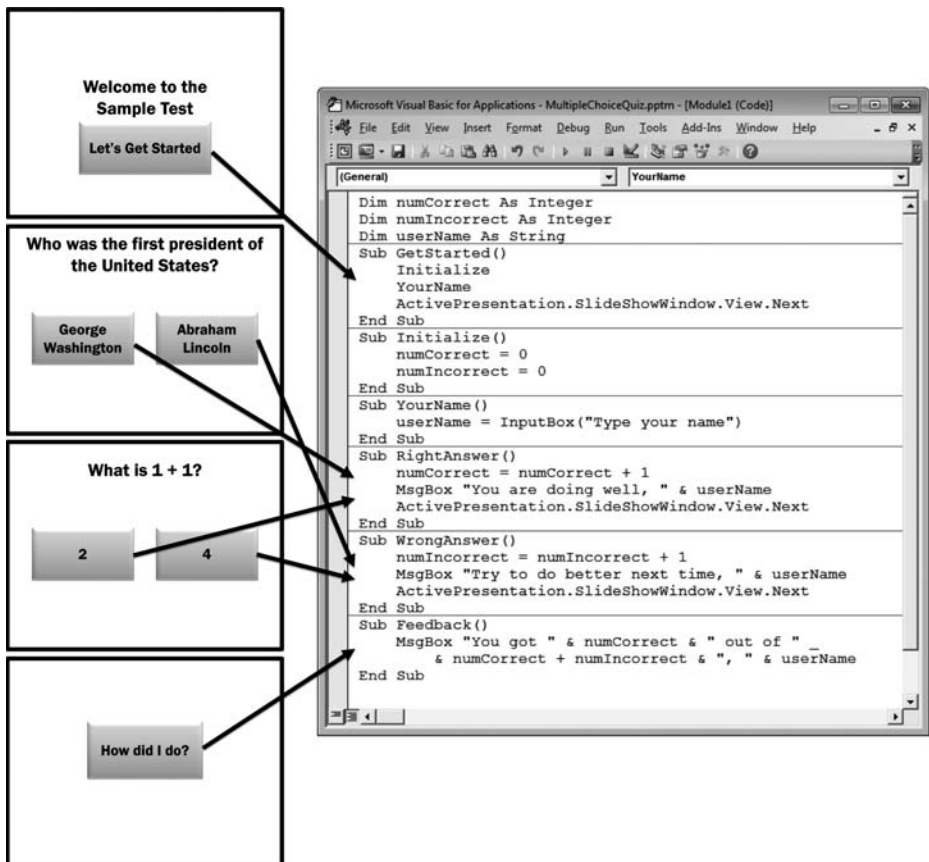 Welcome to the
Sample Test
Let's Get Started
Who was the first president of
the United States?
George
Washington
Abraham
Lincoln
What is 1 + 1?
2
4
How did I do?
Microsoft Visual Basic for Applications - MultipleChoiceQuiz.pptm - [Module1 (Code)]
File Edit View Insert Format Debug Run Tools Add-Ins Window Help
(General)
YourName
Dim numCorrect As Integer
Dim numIncorrect As Integer
Dim userName As String
Sub GetStarted()
Initialize
YourName
ActivePresentation.SlideShowWindow.View.Next
End Sub
Sub Initialize()
numCorrect = 0
numIncorrect = 0
End Sub
Sub YourName()
userName = InputBox("Type your name")
End Sub
Sub RightAnswer()
numCorrect = numCorrect + 1
MsgBox "You are doing well, " & userName
ActivePresentation.SlideShowWindow.View.Next
End Sub
Sub WrongAnswer()
numIncorrect = numIncorrect + 1
MsgBox "Try to do better next time, " & userName
ActivePresentation.SlideShowWindow.View.Next
End Sub
Sub Feedback()
MsgBox "You got " & numCorrect & " out of " _
& numCorrect + numIncorrect & ", " & userName
End Sub